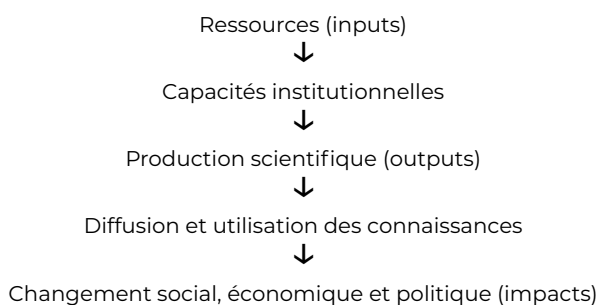 Ressources (inputs)
↓
Capacités institutionnelles
↓
Production scientifique (outputs)
↓
Diffusion et utilisation des connaissances
↓
Changement social, économique et politique (impacts)